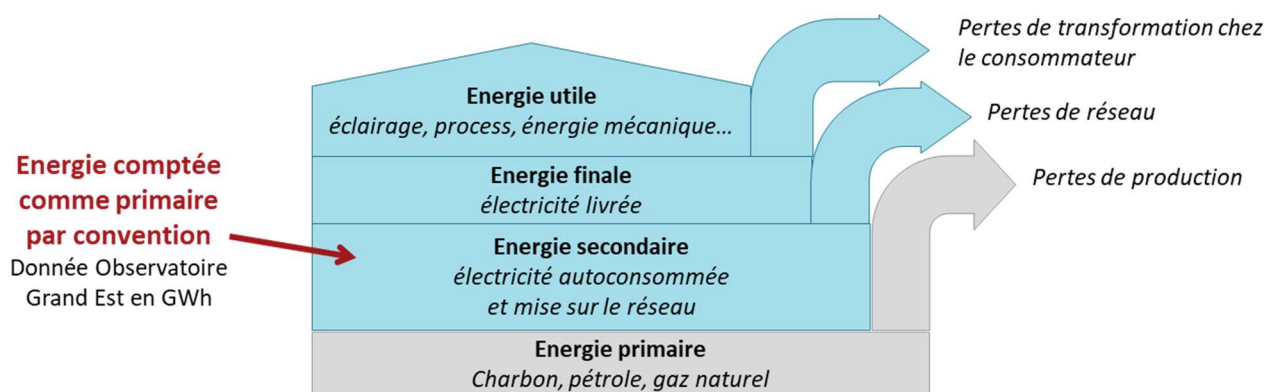 Pertes de transformation chez
le consommateur
Energie utile
éclairage, process, énergie mécanique…
Pertes de réseau
Energie comptée
comme primaire
par convention
Donnée Observatoire
Grand Est en GWh
Energie finale
électricité livrée
Pertes de production
Energie secondaire
électricité autoconsommée
et mise sur le réseau
Energie primaire
Charbon, pétrole, gaz naturel